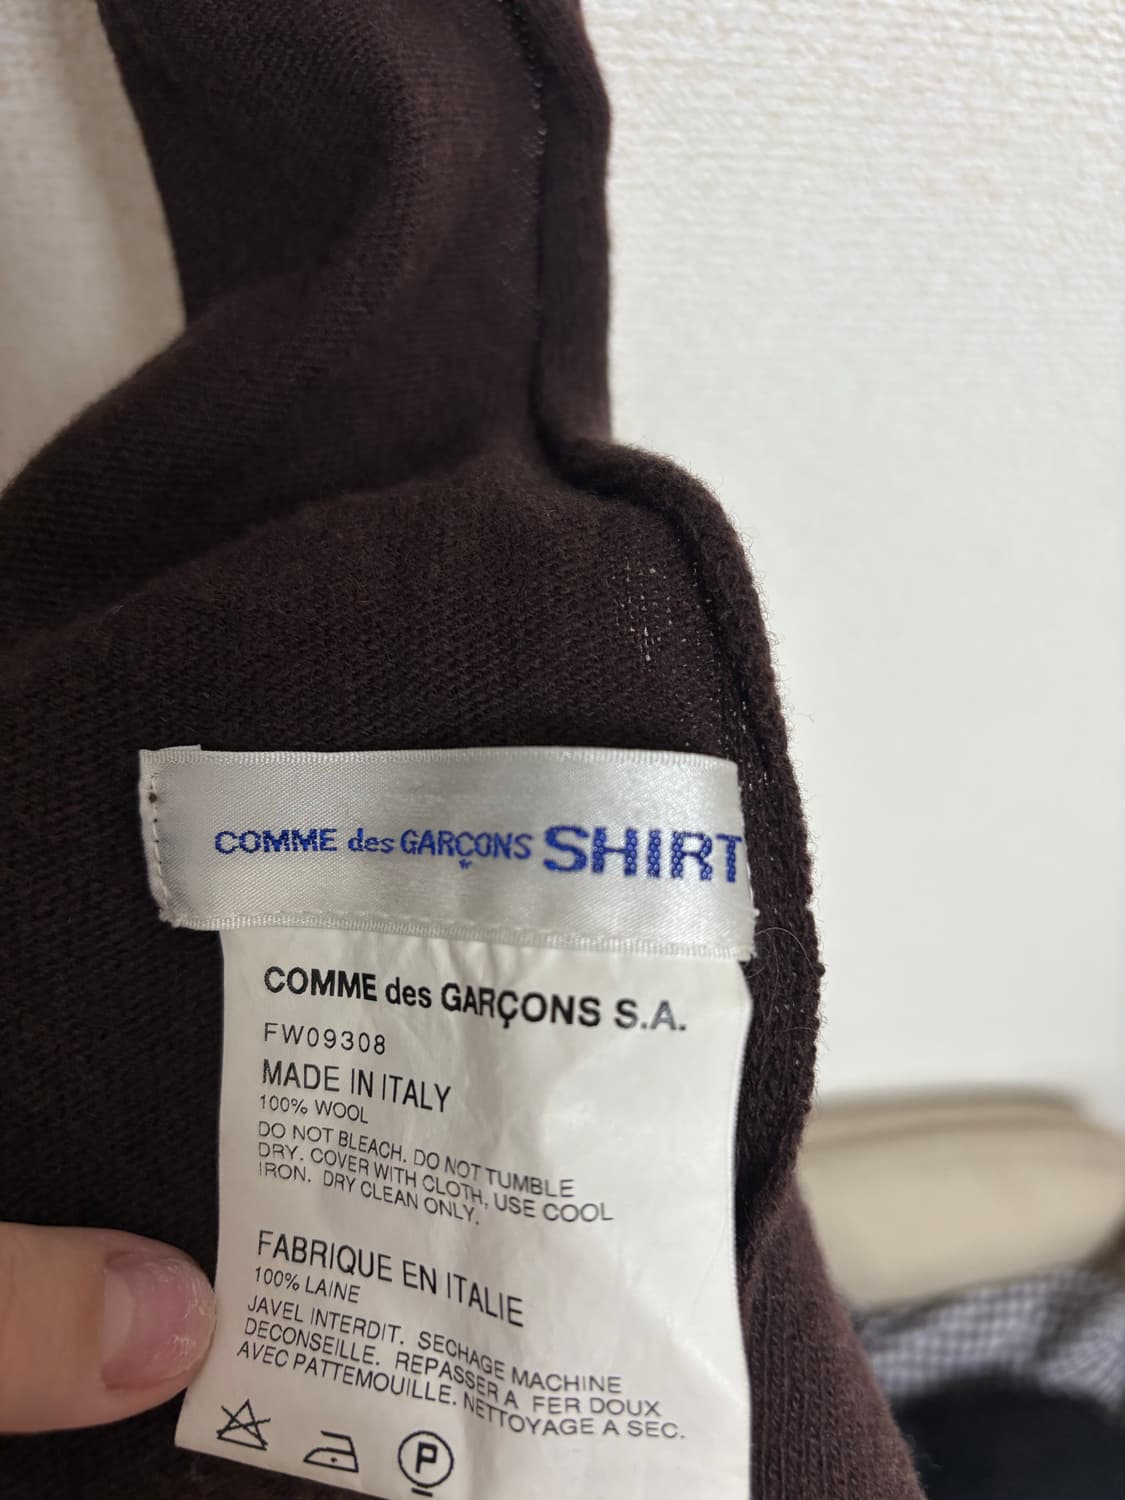 COMME des GARÇONS SHIRT
COMME des GARÇONS S.A.
FW09308
MADE IN ITALY
100% WOOL
DO NOT BLEACH. DO NOT TUMBLE
DRY. COVER WITH CLOTH, USE COOL
IRON. DRY CLEAN ONLY.
FABRIQUE EN ITALIE
100% LAINE
JAVEL INTERDIT. SECHAGE MACHINE
DECONSEILLE. REPASSER A FER DOUX
AVEC PATTEMOUILLE. NETTOYAGE A SEC.
P